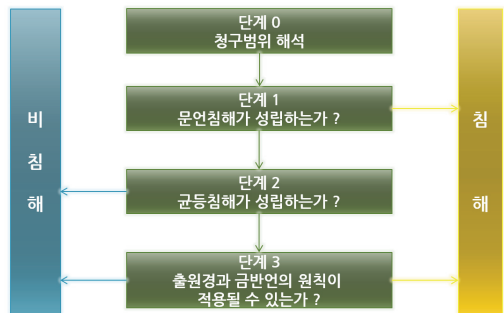 단계 0
청구범위 해석
단계 1
문언침해가 성립하는가 ?
단계 2
균등침해가 성립하는가 ?
단계 3
출원경과 금반언의 원칙이
적용될 수 있는가 ?
비
침
해
침
해